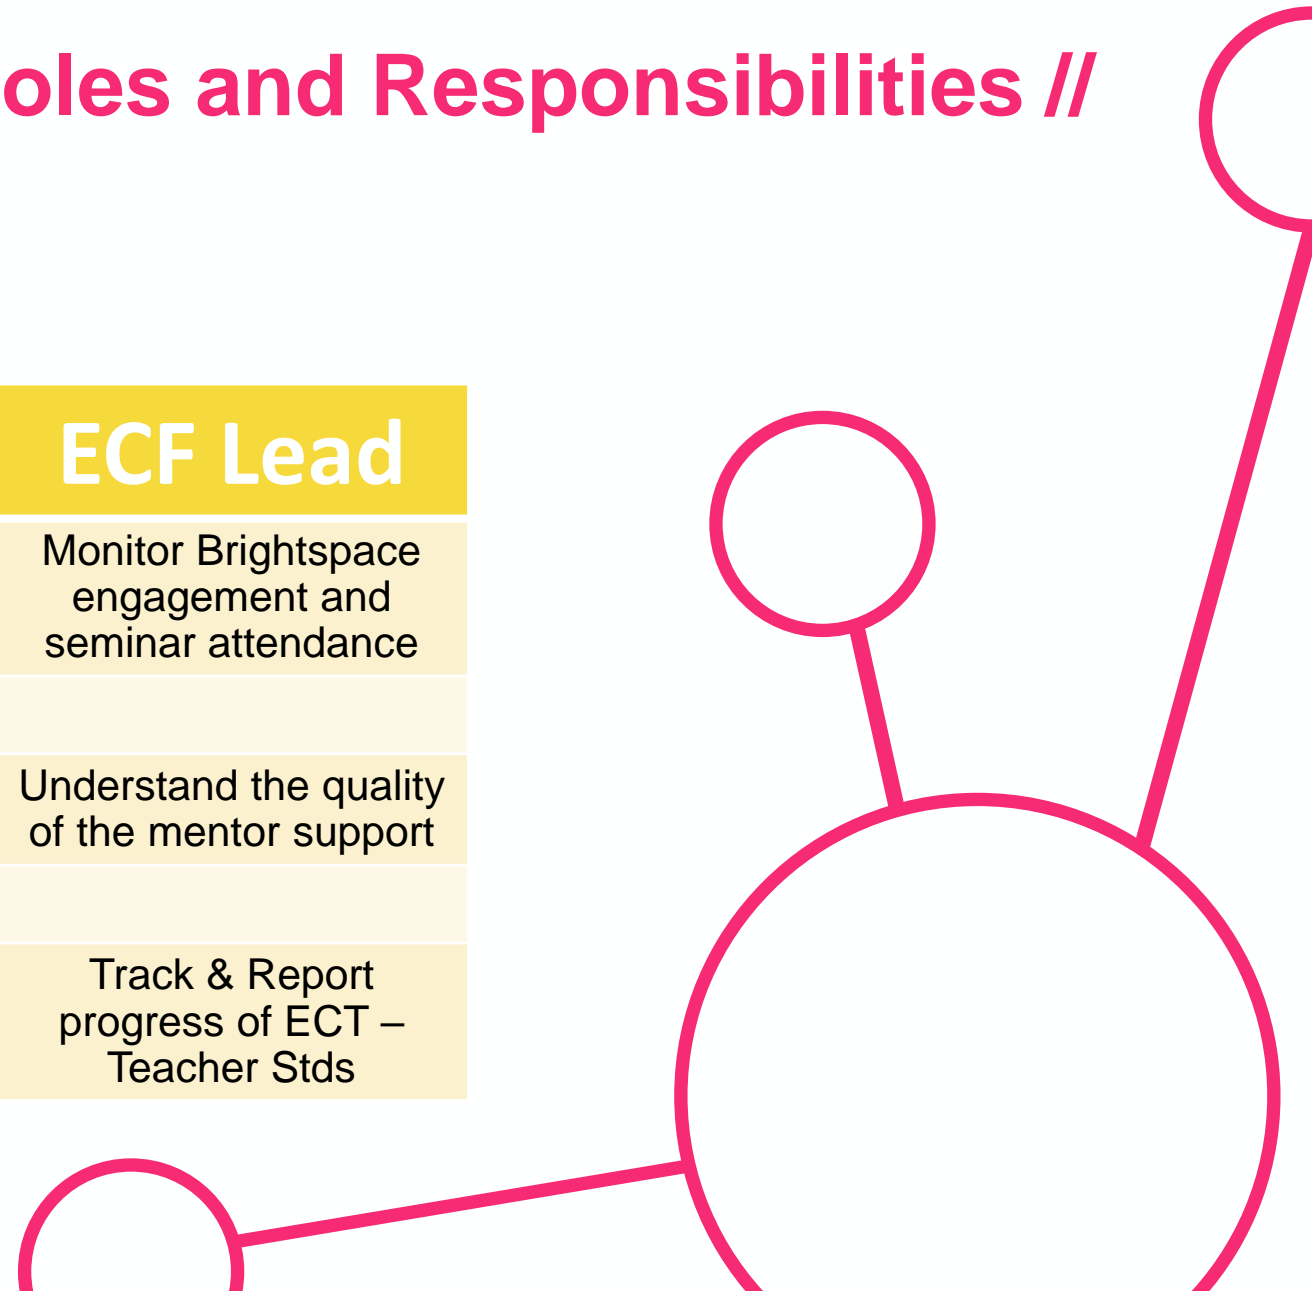 oles and Responsibilities //
ECF Lead
Monitor Brightspace
engagement and
seminar attendance
Understand the quality
of the mentor support
Track & Report
progress of ECT –
Teacher Stds